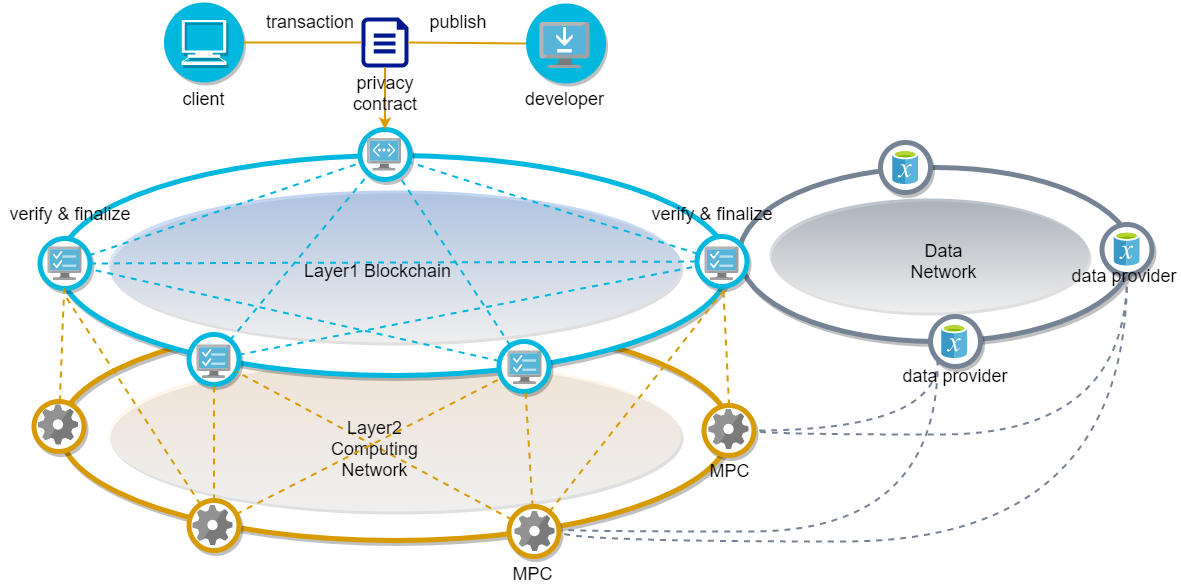 transaction
publish
client
privacy
contract
developer
verify & finalize
verify & finalize
Layer1 Blockchain
Data
Network
x
x
data provider
x
data provider
Layer2
Computing
Network
MPC
MPC